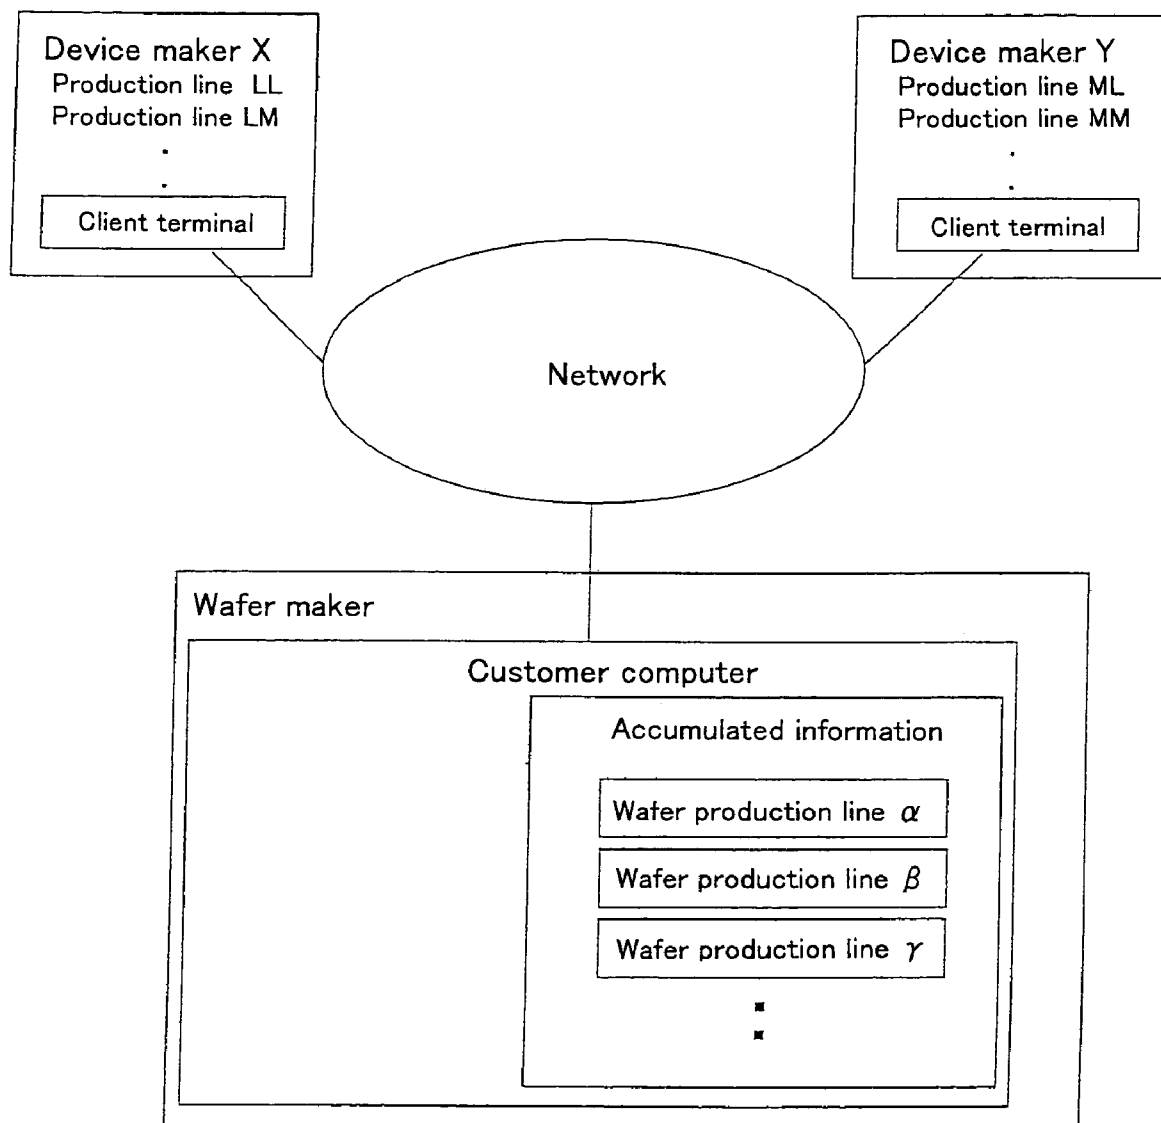 Device maker X
Production line LL
Production line LM
.
.
Client terminal
Device maker Y
Production line ML
Production line MM
.
.
Client terminal
Network
Wafer maker
Customer computer
Accumulated information
Wafer production line α
Wafer production line β
Wafer production line γ
.
.